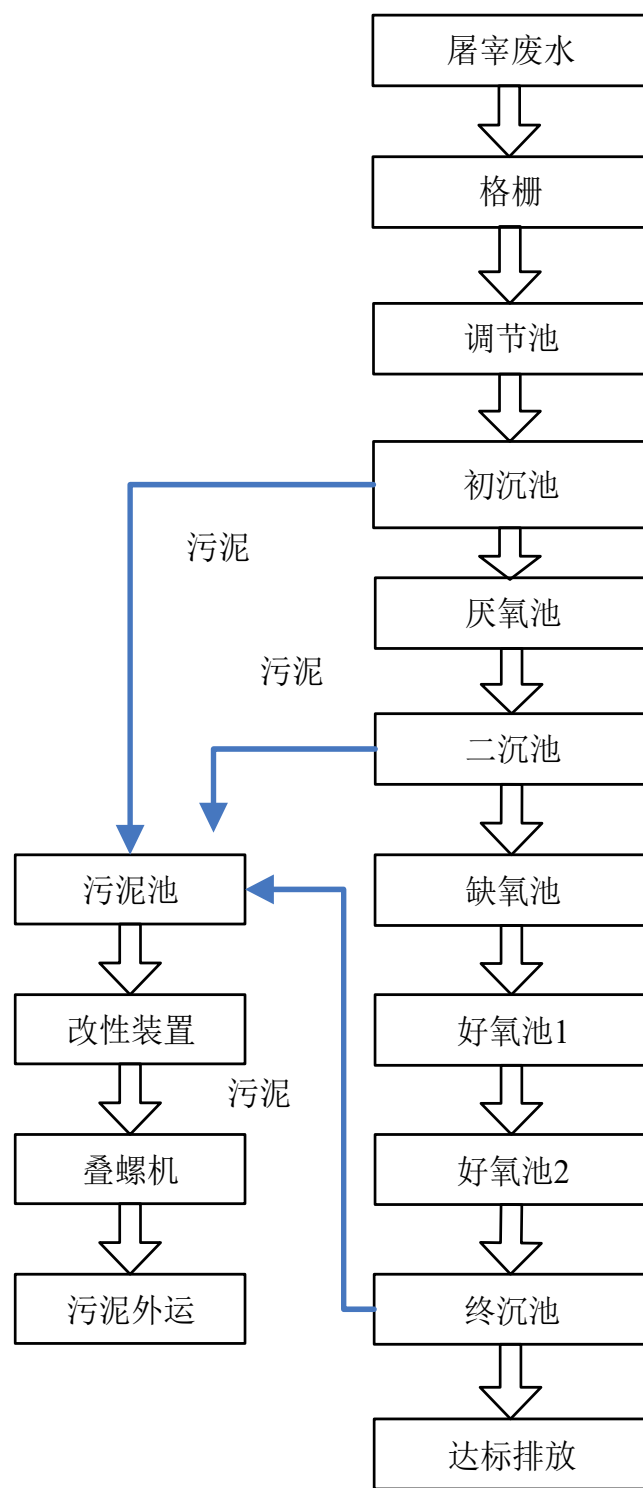 屠宰废水
格栅
调节池
初沉池
污泥
厌氧池
污泥
二沉池
污泥池
缺氧池
改性装置
好氧池1
污泥
叠螺机
好氧池2
污泥外运
终沉池
达标排放